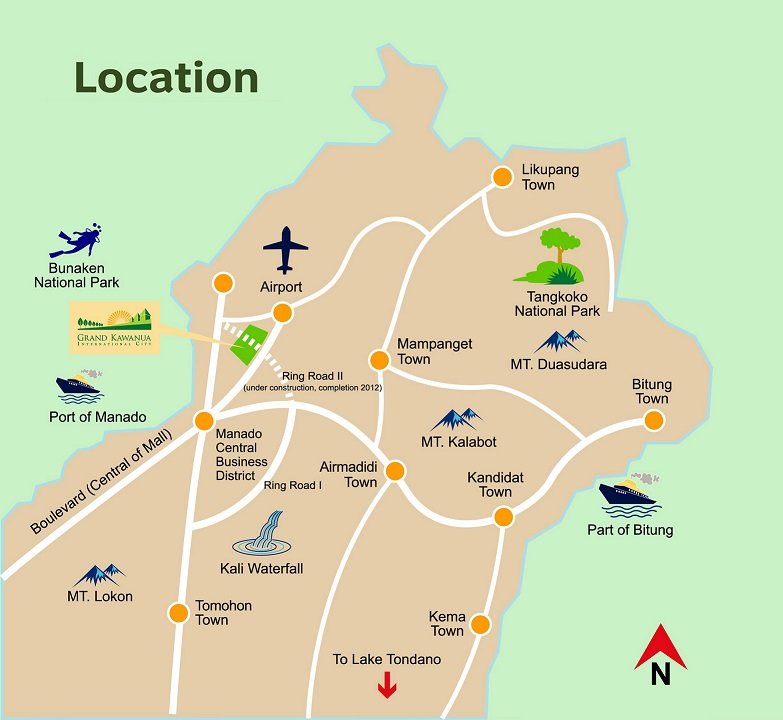 Location
Likupang
Town
Bunaken
National Park
Airport
Tangkoko
National Park
GRAND KAWANUA
INTERNATIONAL CITY
Mampanget
Town
MT. Duasudara
Ring Road II
(under construction, completion 2012)
Bitung
Town
Port of Manado
Manado
Central
Business
District
MT. Kalabot
Boulevard (Central of Mall)
Airmadidi
Town
Kandidat
Town
Ring Road I
Part of Bitung
Kali Waterfall
MT. Lokon
Tomohon
Town
Kema
Town
To Lake Tondano
N